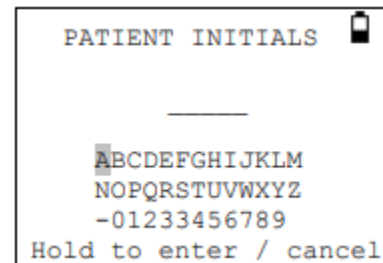 PATIENT INITIALS
_____
ABCDEFGHIJKLM
NOPQRSTUVWXYZ
-01233456789
Hold to enter / cancel